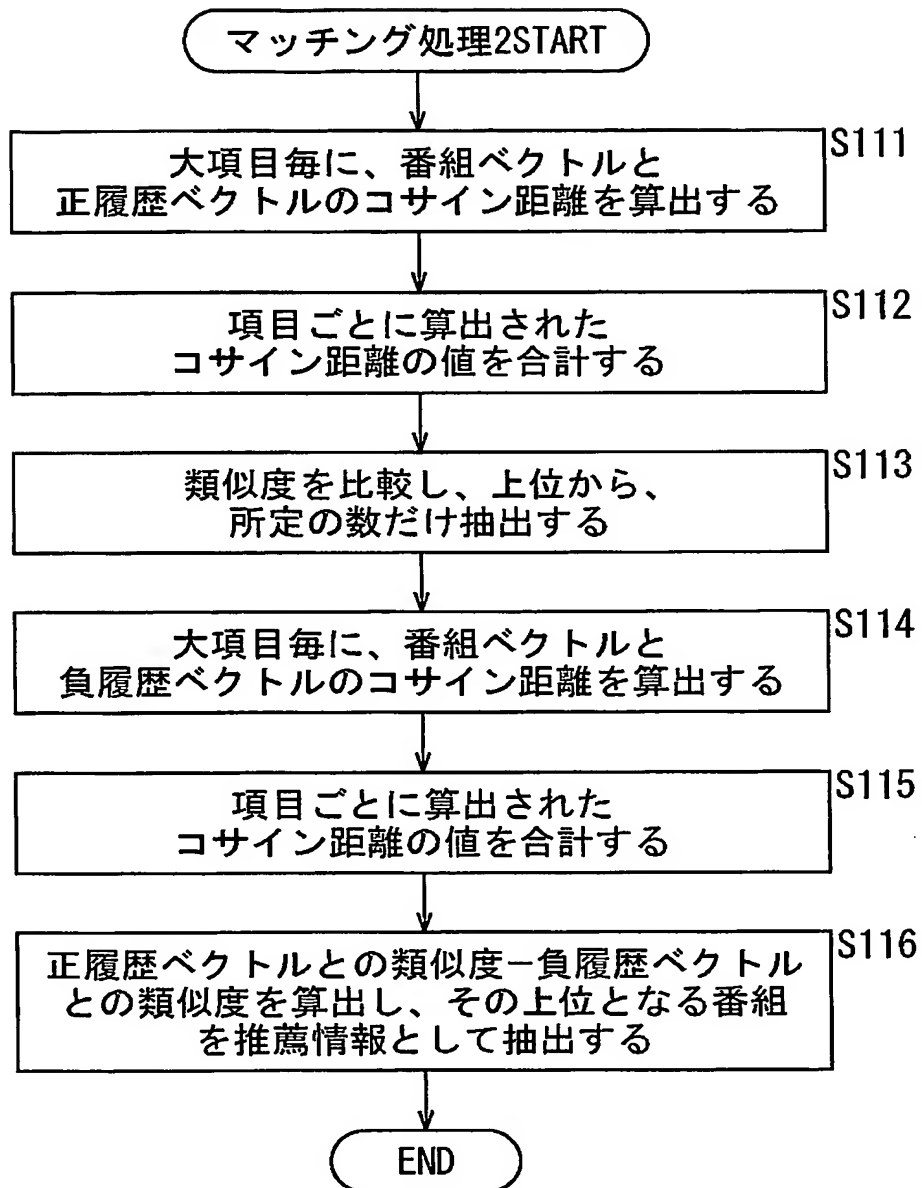 マッチング処理2START
S111
大項目毎に、番組ベクトルと
正履歴ベクトルのコサイン距離を算出する
S112
項目ごとに算出された
コサイン距離の値を合計する
S113
類似度を比較し、上位から、
所定の数だけ抽出する
S114
大項目毎に、番組ベクトルと
負履歴ベクトルのコサイン距離を算出する
S115
項目ごとに算出された
コサイン距離の値を合計する
S116
正履歴ベクトルとの類似度−負履歴ベクトル
との類似度を算出し、その上位となる番組
を推薦情報として抽出する
END